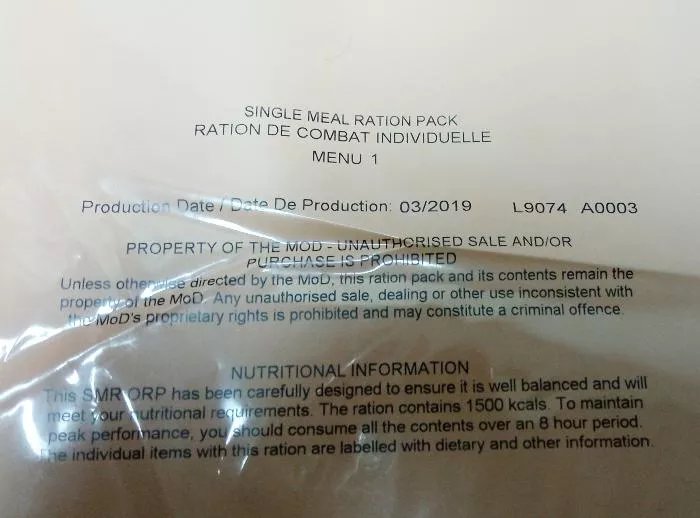 SINGLE MEAL RATION PACK
RATION DE COMBAT INDIVIDUELLE
MENU 1
Production Date / Date De Production: 03/2019 L9074 A0003
PROPERTY OF THE MOD - UNAUTHORISED SALE AND/OR
PURCHASE IS PROHIBITED
Unless otherwise directed by the MoD, this ration pack and its contents remain the
property of the MoD. Any unauthorised sale, dealing or other use inconsistent with
the MoD's proprietary rights is prohibited and may constitute a criminal offence.
NUTRITIONAL INFORMATION
This SMR ORP has been carefully designed to ensure it is well balanced and will
meet your nutritional requirements. The ration contains 1500 kcals. To maintain
peak performance, you should consume all the contents over an 8 hour period.
The individual items with this ration are labelled with dietary and other information.